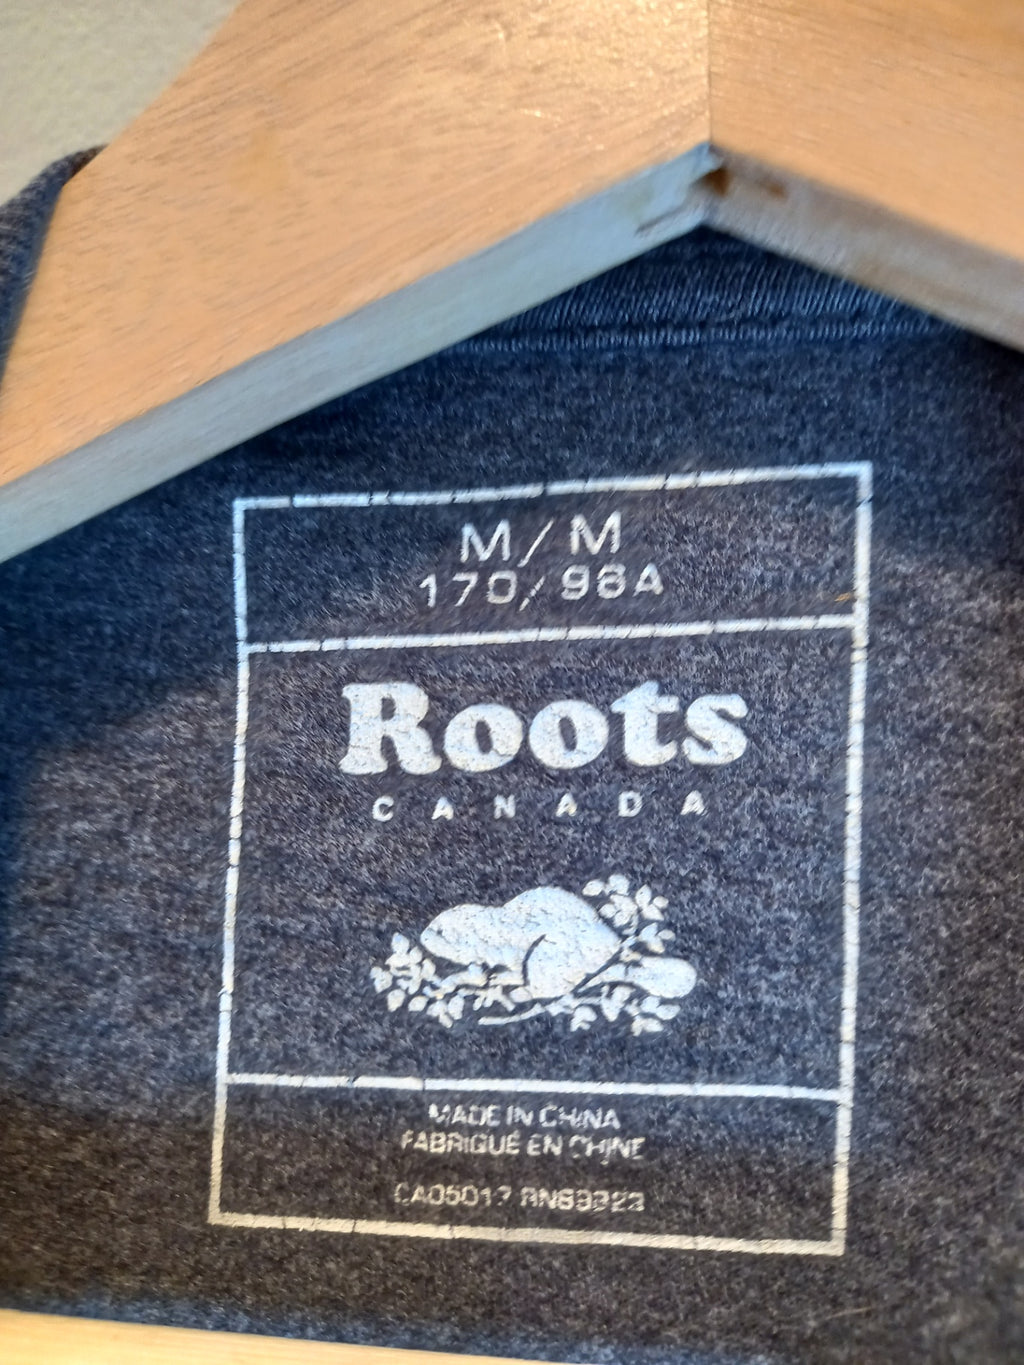 M/M
170/98A
Roots
CANADA
MADE IN CHINA
FABRIQUÉ EN CHINE